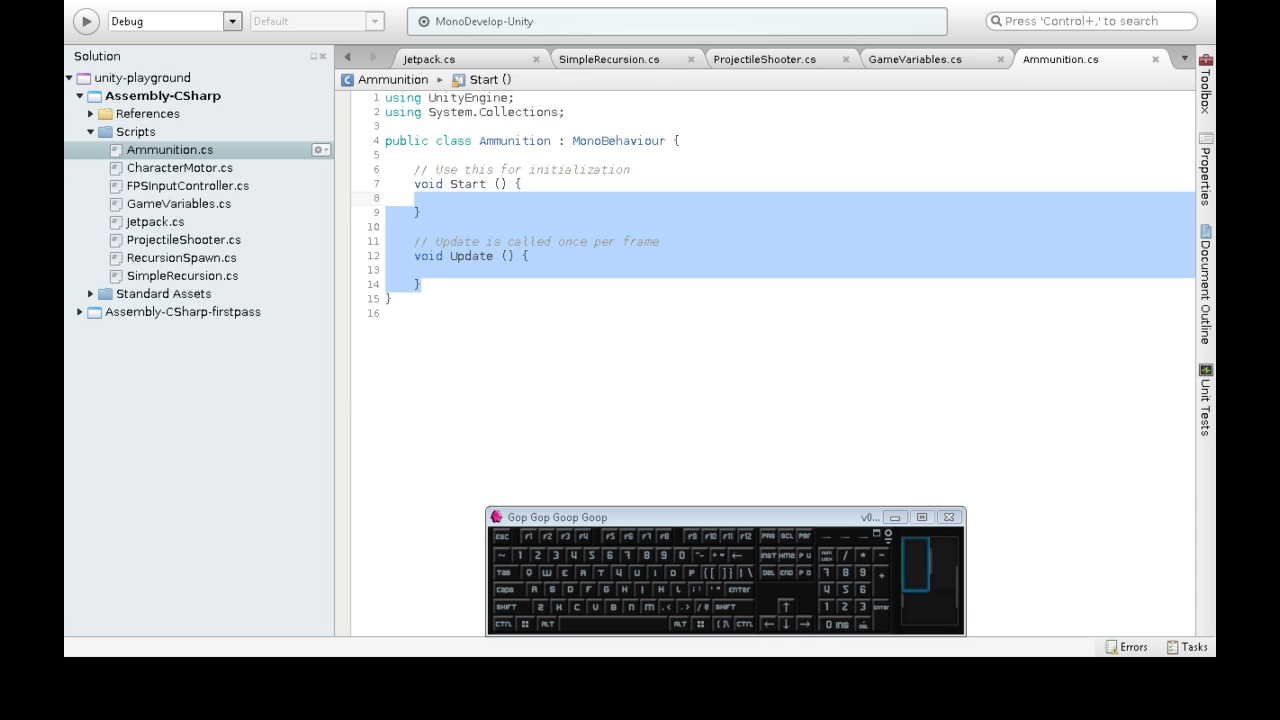 Debug
Default
MonoDevelop-Unity
Press 'Control+,' to search
Solution
unity-playground
Assembly-CSharp
References
Scripts
Ammunition.cs
CharacterMotor.cs
FPSInputController.cs
GameVariables.cs
Jetpack.cs
ProjectileShooter.cs
RecursionSpawn.cs
SimpleRecursion.cs
Standard Assets
Assembly-CSharp-firstpass
Jetpack.cs
SimpleRecursion.cs
ProjectileShooter.cs
GameVariables.cs
Ammunition.cs
Ammunition
Start ()
1 using UnityEngine;
2 using System.Collections;
3
4 public class Ammunition : MonoBehaviour {
5
6 // Use this for initialization
7 void Start () {
8
9 }
10
11 // Update is called once per frame
12 void Update () {
13
14 }
15 }
16
Toolbox
Properties
Document Outline
Unit Tests
Gop Gop Goop Goop
v0...
Errors
Tasks